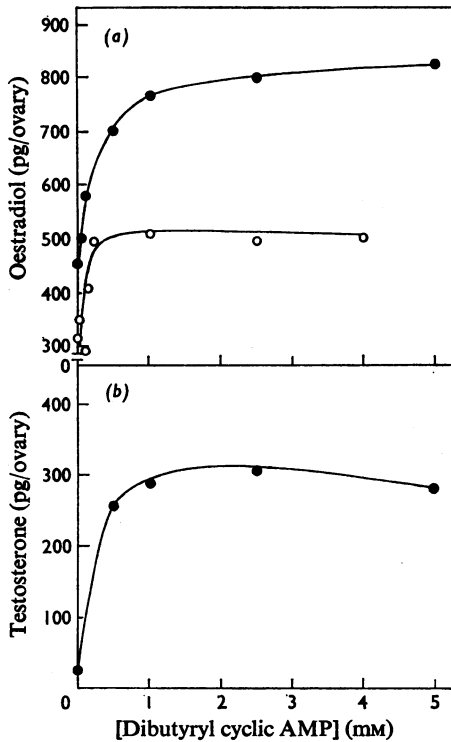 900
(a)
800
700
600
500
400
300
0
Oestradiol (pg/ovary)
(b)
400
300
200
100
0
Testosterone (pg/ovary)
0 1 2 3 4 5
[Dibutyryl cyclic AMP] (mM)